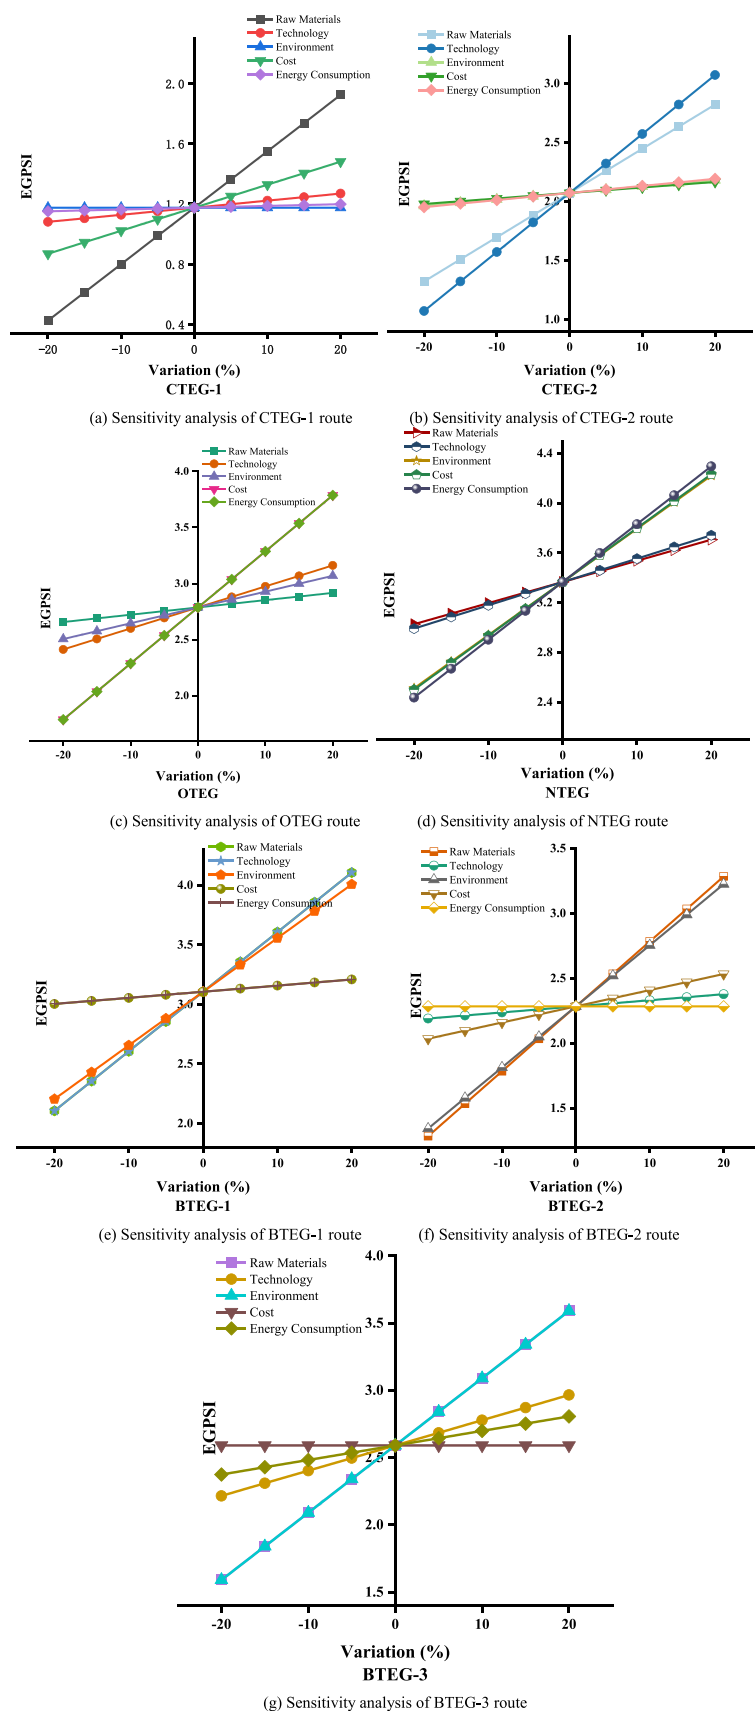 Raw Materials
Technology
Environment
Cost
Energy Consumption
2.0
1.6
1.2
0.8
0.4
EGPSI
-20
-10
0
10
20
Variation (%)
CTEG-1
(a) Sensitivity analysis of CTEG-1 route
Raw Materials
Technology
Environment
Cost
Energy Consumption
3.0
2.5
2.0
1.5
1.0
EGPSI
-20
-10
0
10
20
Variation (%)
CTEG-2
(b) Sensitivity analysis of CTEG-2 route
Raw Materials
Technology
Environment
Cost
Energy Consumption
4.0
3.5
3.0
2.5
2.0
EGPSI
-20
-10
0
10
20
Variation (%)
OTEG
(c) Sensitivity analysis of OTEG route
Raw Materials
Technology
Environment
Cost
Energy Consumption
4.4
4.0
3.6
3.2
2.8
2.4
EGPSI
-20
-10
0
10
20
Variation (%)
NTEG
(d) Sensitivity analysis of NTEG route
Raw Materials
Technology
Environment
Cost
Energy Consumption
4.0
3.5
3.0
2.5
2.0
EGPSI
-20
-10
0
10
20
Variation (%)
BTEG-1
(e) Sensitivity analysis of BTEG-1 route
Raw Materials
Technology
Environment
Cost
Energy Consumption
3.5
3.0
2.5
2.0
1.5
EGPSI
-20
-10
0
10
20
Variation (%)
BTEG-2
(f) Sensitivity analysis of BTEG-2 route
Raw Materials
Technology
Environment
Cost
Energy Consumption
4.0
3.5
3.0
2.5
2.0
1.5
EGPSI
-20
-10
0
10
20
Variation (%)
BTEG-3
(g) Sensitivity analysis of BTEG-3 route